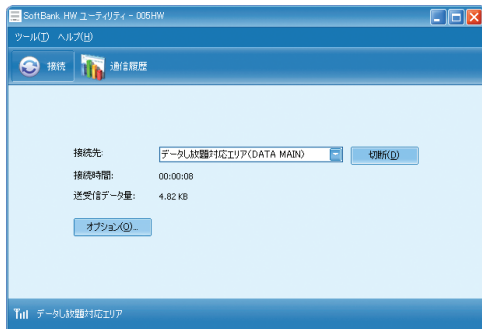 SoftBank HW ユーティリティ - 005HW
ツール(T) ヘルプ(H)
接続 通信履歴
接続先: データし放題対応エリア(DATA MAIN) 切断(D)
接続時間: 00:00:08
送受信データ量: 4.82 KB
オプション(O)...
データし放題対応エリア